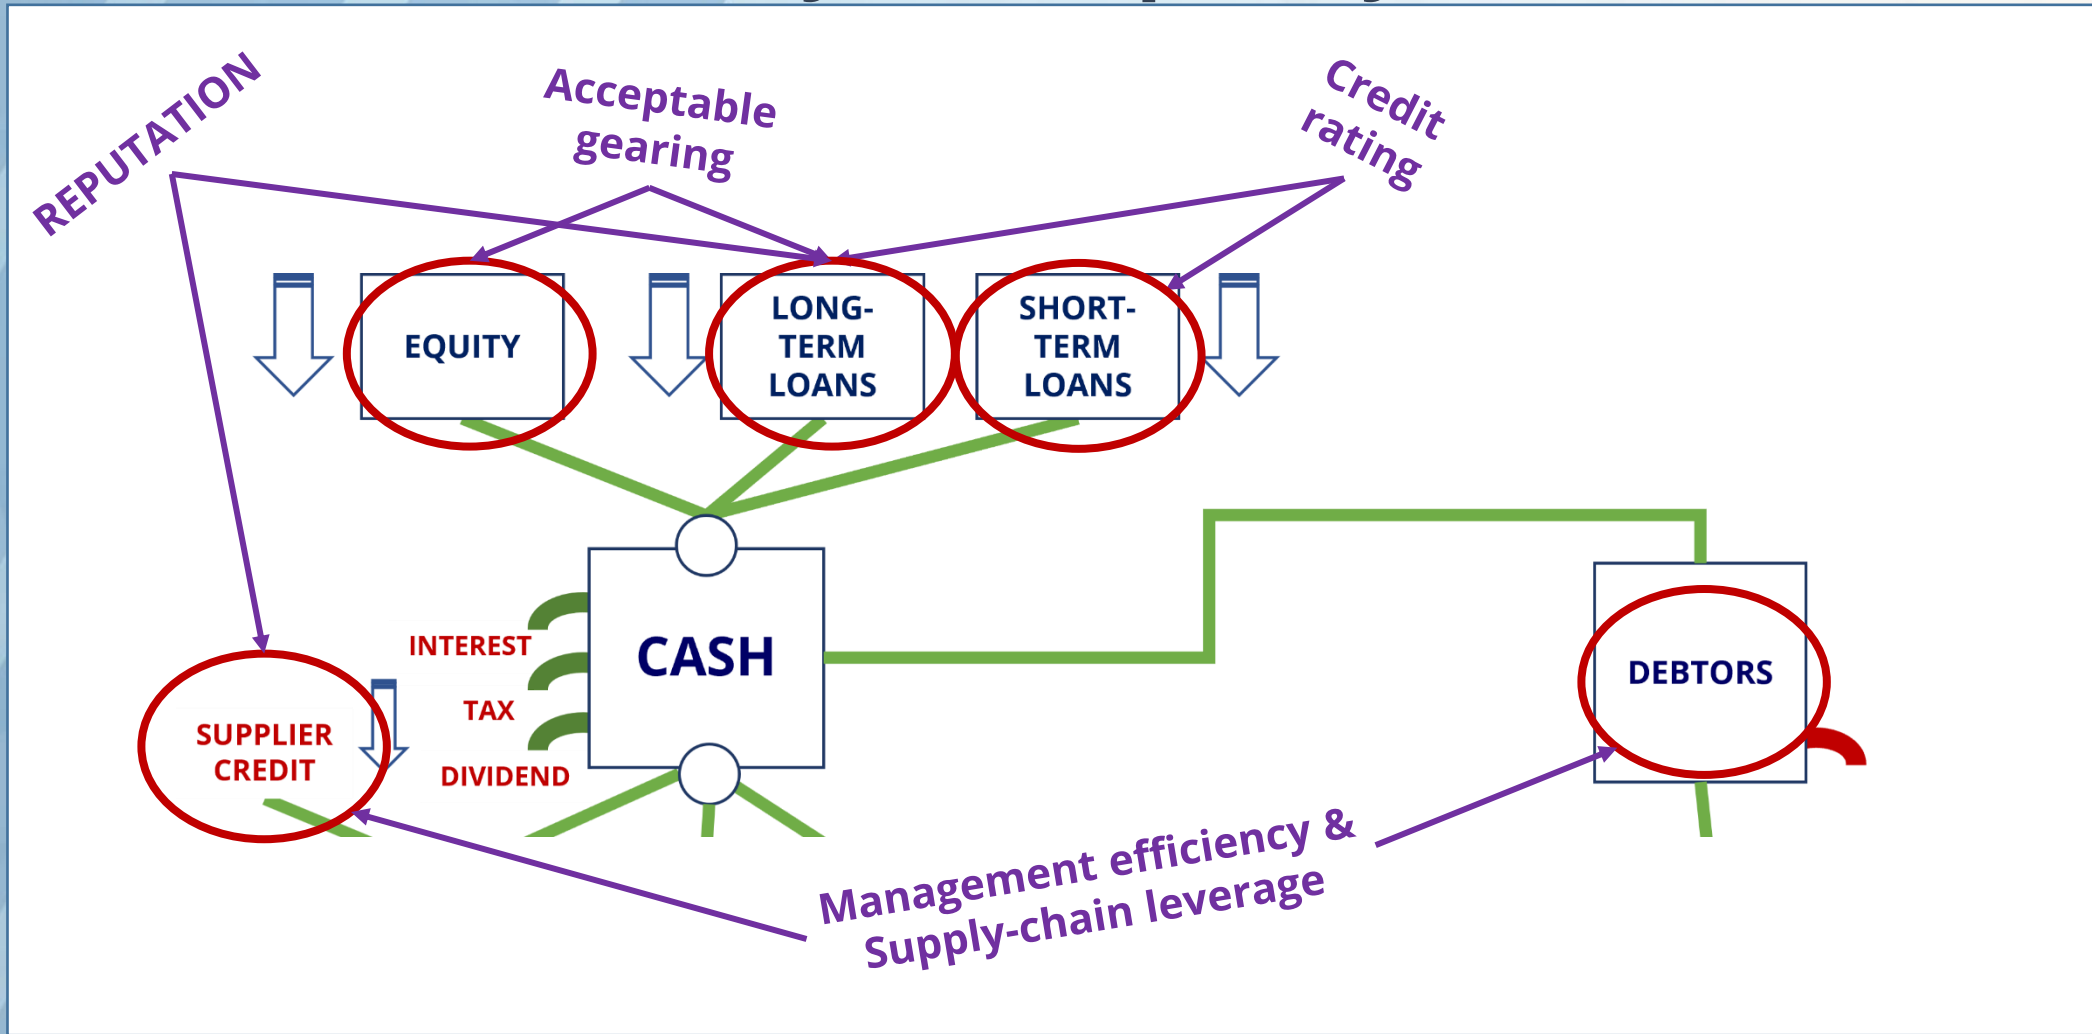 REPUTATION
Acceptable
gearing
Credit
rating
EQUITY
LONG-
TERM
LOANS
SHORT-
TERM
LOANS
CASH
INTEREST
TAX
DIVIDEND
SUPPLIER
CREDIT
DEBTORS
Management efficiency &
Supply-chain leverage